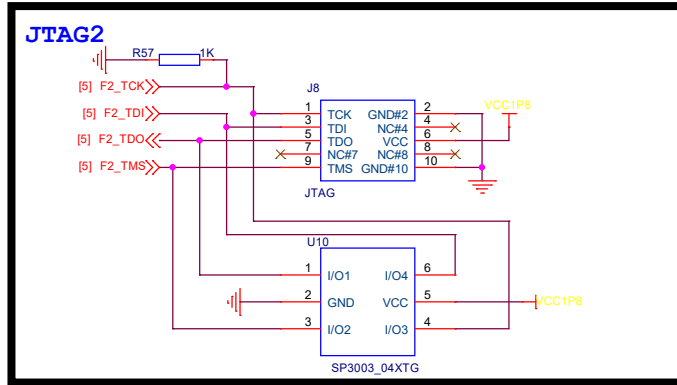 JTAG2
R57 1K
[5] F2_TCK
J8
[5] F2_TDI
1 TCK GND#2 2
VCC1P8
3 TDI NC#4 4
[5] F2_TDO
5 TDO VCC 6
7 NC#7 NC#8 8
[5] F2_TMS
9 TMS GND#10 10
JTAG
U10
1 I/O1 I/O4 6
2 GND VCC 5
VCC1P8
3 I/O2 I/O3 4
SP3003_04XTG